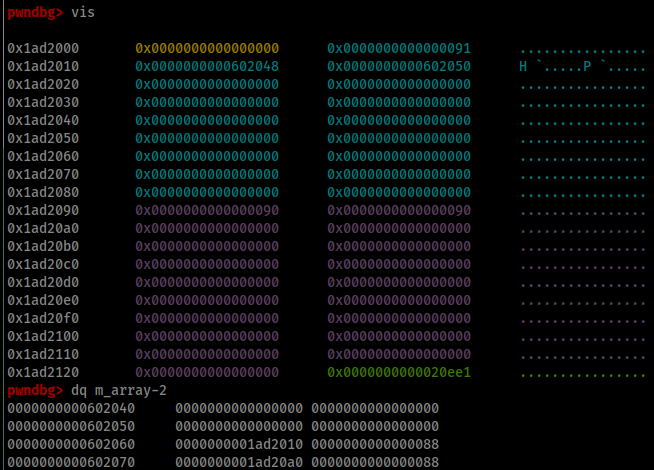 pwndbg> vis
0x1ad2000 0x0000000000000000 0x0000000000000091 ................
0x1ad2010 0x0000000000602048 0x0000000000602050 H `.....P `.....
0x1ad2020 0x0000000000000000 0x0000000000000000 ................
0x1ad2030 0x0000000000000000 0x0000000000000000 ................
0x1ad2040 0x0000000000000000 0x0000000000000000 ................
0x1ad2050 0x0000000000000000 0x0000000000000000 ................
0x1ad2060 0x0000000000000000 0x0000000000000000 ................
0x1ad2070 0x0000000000000000 0x0000000000000000 ................
0x1ad2080 0x0000000000000000 0x0000000000000000 ................
0x1ad2090 0x0000000000000090 0x0000000000000090 ................
0x1ad20a0 0x0000000000000000 0x0000000000000000 ................
0x1ad20b0 0x0000000000000000 0x0000000000000000 ................
0x1ad20c0 0x0000000000000000 0x0000000000000000 ................
0x1ad20d0 0x0000000000000000 0x0000000000000000 ................
0x1ad20e0 0x0000000000000000 0x0000000000000000 ................
0x1ad20f0 0x0000000000000000 0x0000000000000000 ................
0x1ad2100 0x0000000000000000 0x0000000000000000 ................
0x1ad2110 0x0000000000000000 0x0000000000000000 ................
0x1ad2120 0x0000000000000000 0x0000000000020ee1 ................
pwndbg> dq m_array-2
0000000000602040 0000000000000000 0000000000000000
0000000000602050 0000000000000000 0000000000000000
0000000000602060 0000000001ad2010 0000000000000088
0000000000602070 0000000001ad20a0 0000000000000088